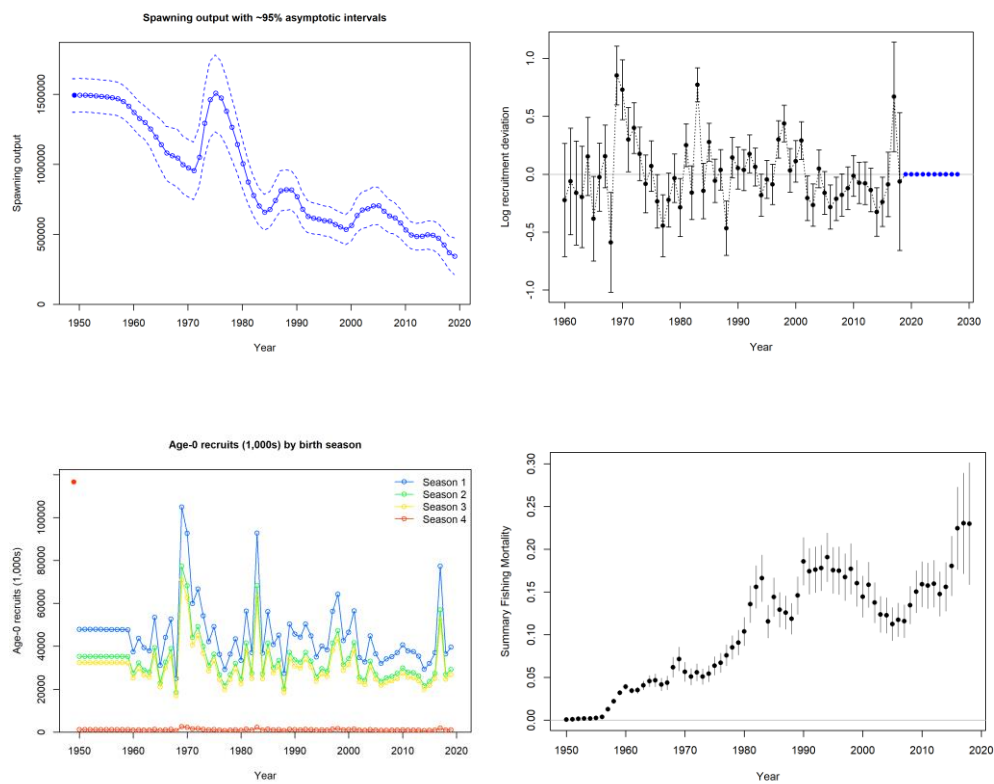 Spawning output with ~95% asymptotic intervals
Spawning output
0
500000
1000000
1500000
1950 1960 1970 1980 1990 2000 2010 2020
Year
Log recruitment deviation
1.0
0.5
0.0
-0.5
-1.0
1960 1970 1980 1990 2000 2010 2020 2030
Year
Age-0 recruits (1,000s) by birth season
Age-0 recruits (1,000s)
0
20000
40000
60000
80000
100000
Season 1
Season 2
Season 3
Season 4
1950 1960 1970 1980 1990 2000 2010 2020
Year
Summary Fishing Mortality
0.30
0.25
0.20
0.15
0.10
0.05
0.00
1950 1960 1970 1980 1990 2000 2010 2020
Year